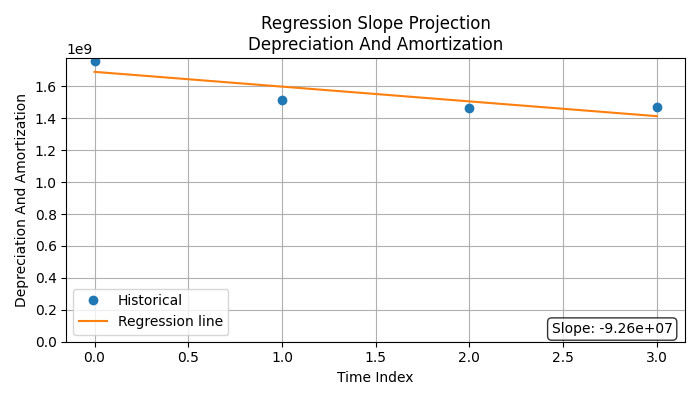 Regression Slope Projection
Depreciation And Amortization
1e9
Depreciation And Amortization
1.6
1.4
1.2
1.0
0.8
0.6
0.4
0.2
0.0
Historical
Regression line
Slope: -9.26e+07
0.0 0.5 1.0 1.5 2.0 2.5 3.0
Time Index